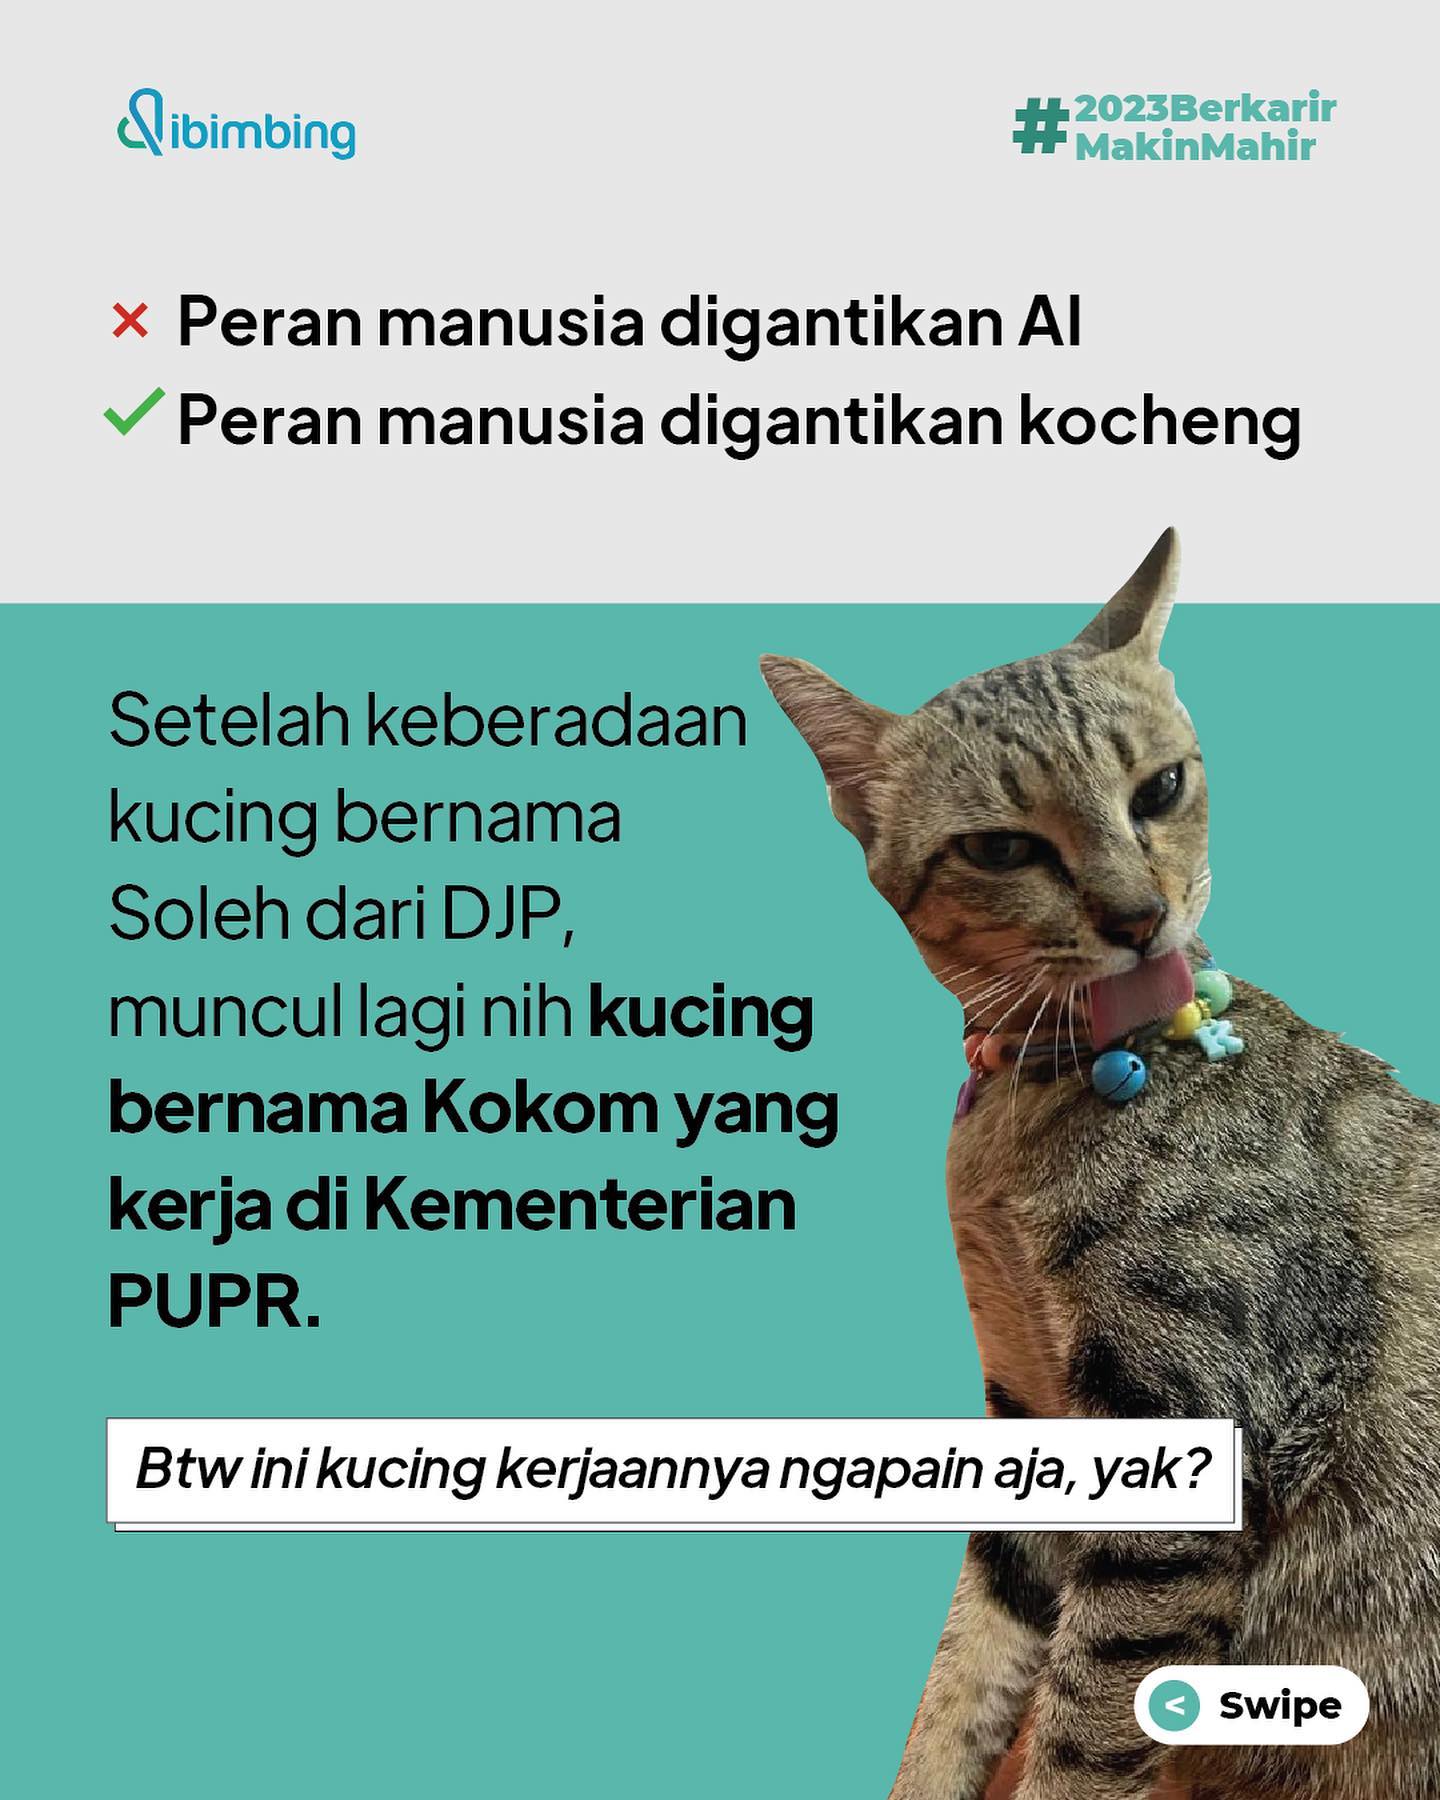 ibimbing
#2023Berkarir
MakinMahir
Peran manusia digantikan AI
Peran manusia digantikan kocheng
Setelah keberadaan
kucing bernama
Soleh dari DJP,
muncul lagi nih kucing
bernama Kokom yang
kerja di Kementerian
PUPR.
Btw ini kucing kerjaannya ngapain aja, yak?
< Swipe